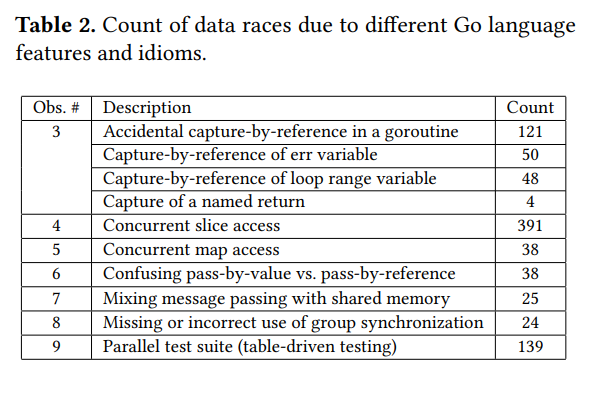 Table 2. Count of data races due to different Go language
features and idioms.
Obs. # Description Count
3 Accidental capture-by-reference in a goroutine 121
Capture-by-reference of err variable 50
Capture-by-reference of loop range variable 48
Capture of a named return 4
4 Concurrent slice access 391
5 Concurrent map access 38
6 Confusing pass-by-value vs. pass-by-reference 38
7 Mixing message passing with shared memory 25
8 Missing or incorrect use of group synchronization 24
9 Parallel test suite (table-driven testing) 139